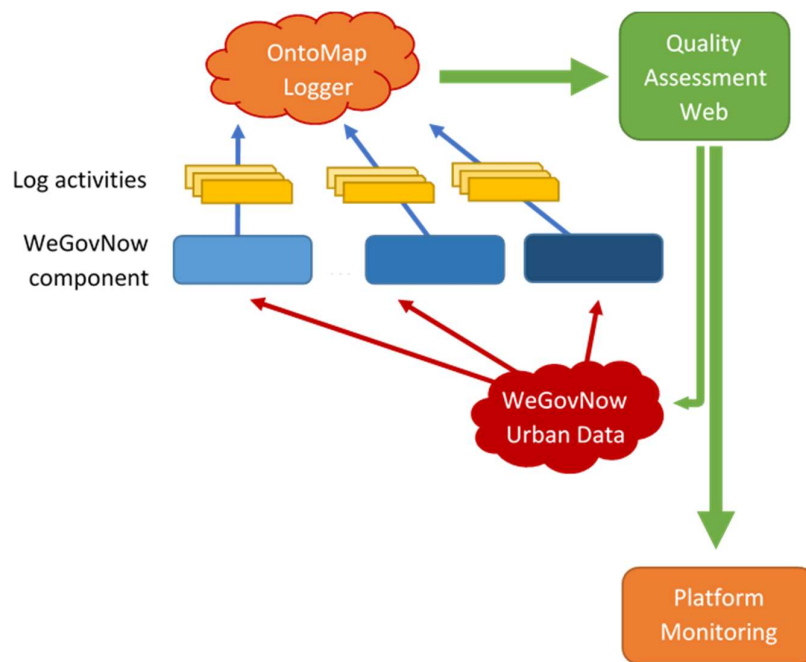 OntoMap
Logger
Quality
Assessment
Web
Log activities
WeGovNow
component
...
WeGovNow
Urban Data
Platform
Monitoring